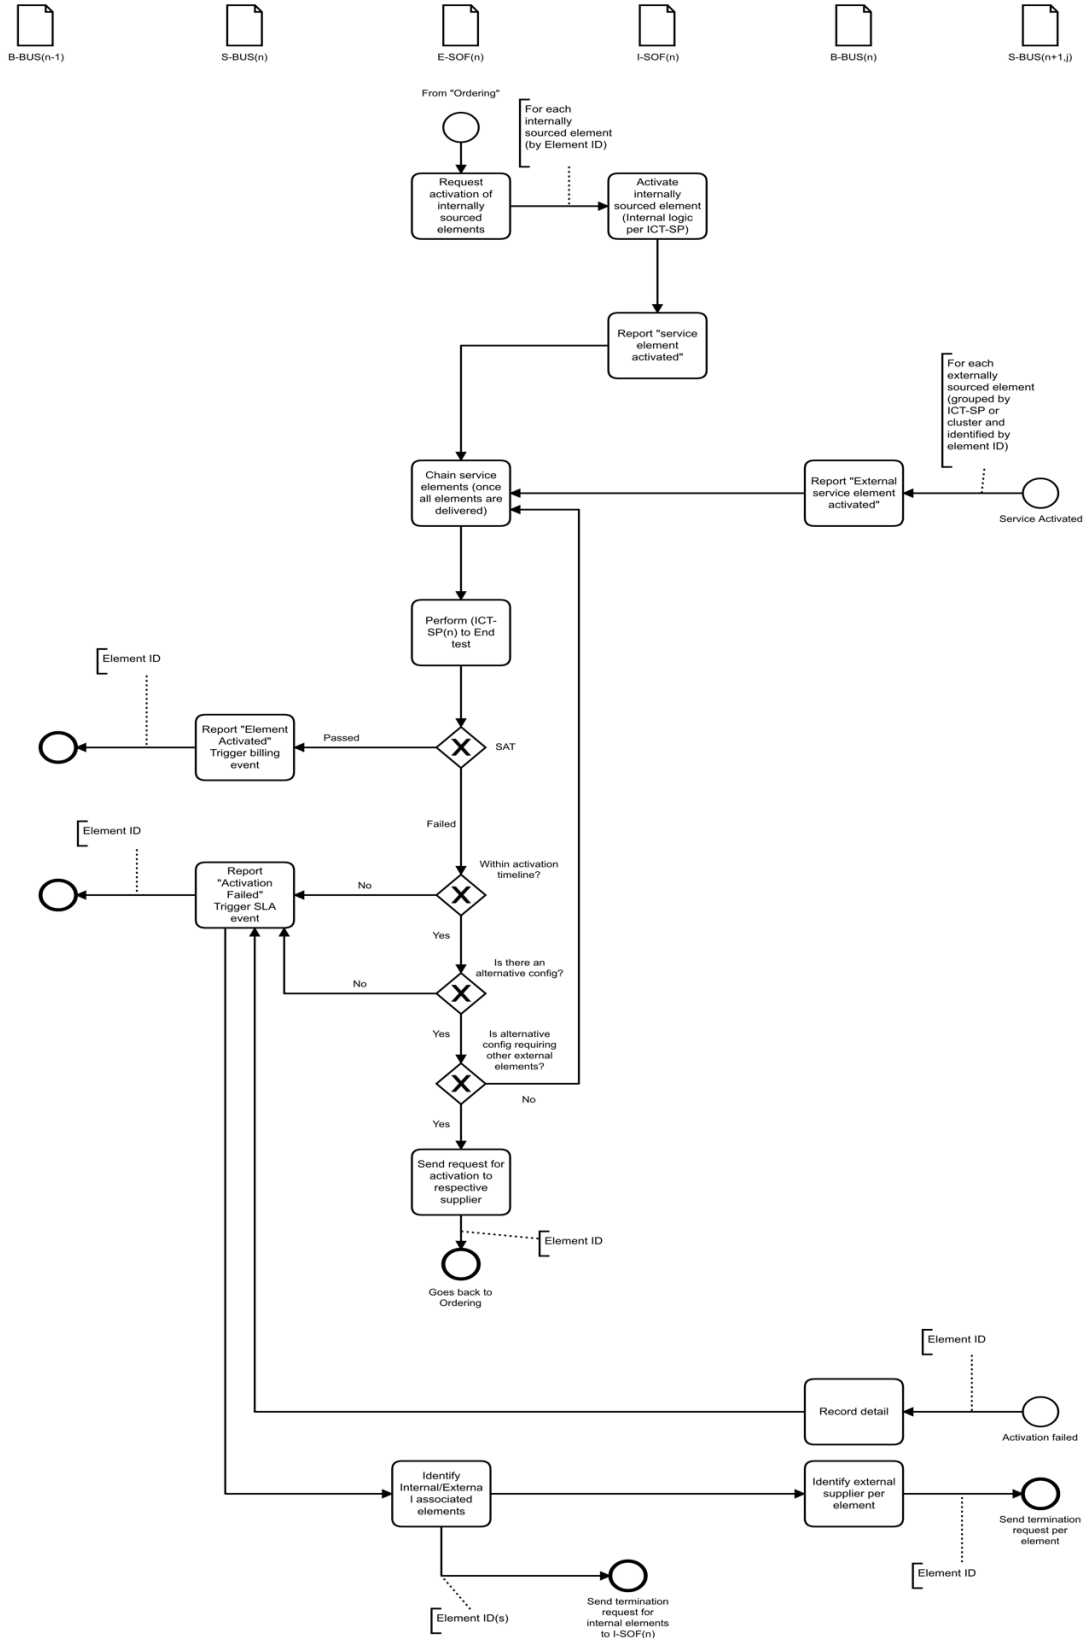 B-BUS(n-1)
S-BUS(n)
E-SOF(n)
I-SOF(n)
B-BUS(n)
S-BUS(n+1,j)
From "Ordering"
For each
internally
sourced element
(by Element ID)
Request
activation of
internally
sourced
elements
Activate
internally
sourced element
(Internal logic
per ICT-SP)
Report "service
element
activated"
For each
externally
sourced element
(grouped by
ICT-SP or
cluster and
identified by
element ID)
Chain service
elements (once
all elements are
delivered)
Report "External
service element
activated"
Service Activated
Perform (ICT-
SP(n) to End
test
Element ID
Report "Element
Activated"
Trigger billing
event
Passed
SAT
Failed
Element ID
Report
"Activation
Failed"
Trigger SLA
event
No
Within activation
timeline?
Yes
Is there an
alternative config?
No
Yes
Is alternative
config requiring
other external
elements?
No
Yes
Send request for
activation to
respective
supplier
Element ID
Goes back to
Ordering
Element ID
Record detail
Activation failed
Identify
Internal/Externa
l associated
elements
Identify external
supplier per
element
Send termination
request per
element
Element ID
Element ID(s)
Send termination
request for
internal elements
to I-SOF(n)